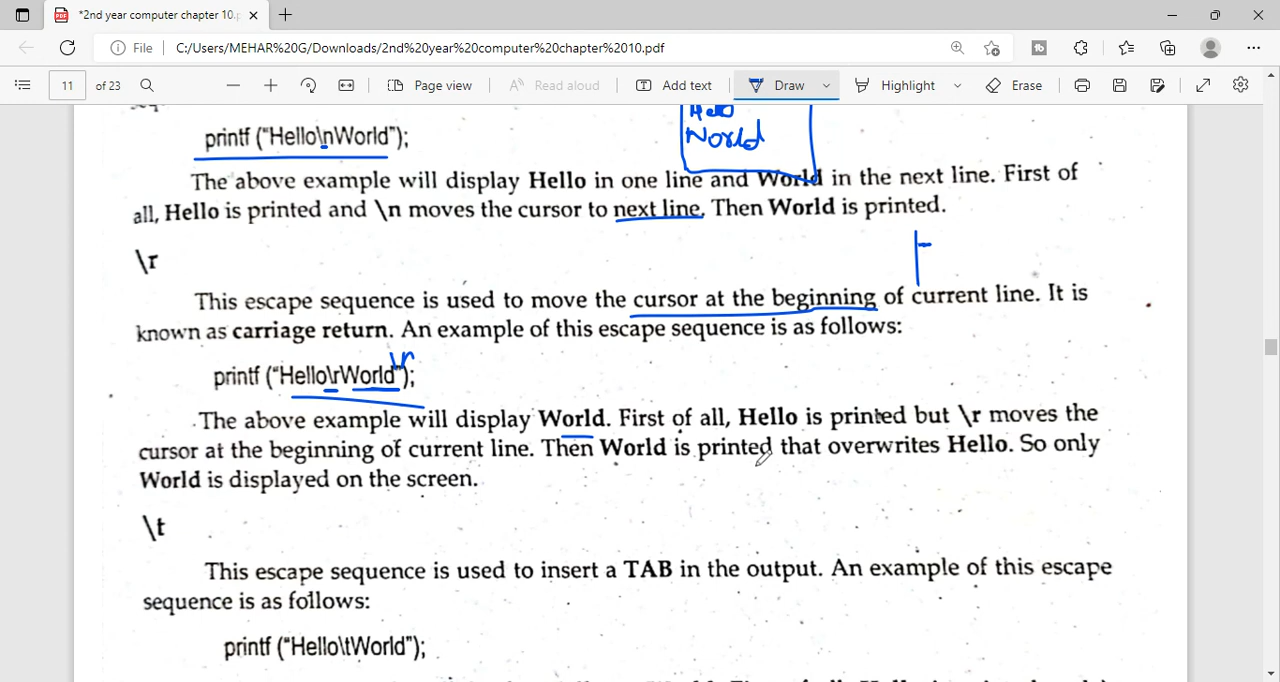 *2nd year computer chapter 10.p
File C:/Users/MEHAR%20G/Downloads/2nd%20year%20computer%20chapter%2010.pdf
11 of 23 Page view Read aloud Add text Draw Highlight Erase
Hello
World
printf ("Hello\nWorld");
The above example will display Hello in one line and World in the next line. First of
all, Hello is printed and \n moves the cursor to next line. Then World is printed.
\r
This escape sequence is used to move the cursor at the beginning of current line. It is
known as carriage return. An example of this escape sequence is as follows:
\r
printf ("Hello\rWorld");
The above example will display World. First of all, Hello is printed but \r moves the
cursor at the beginning of current line. Then World is printed that overwrites Hello. So only
World is displayed on the screen.
\t
This escape sequence is used to insert a TAB in the output. An example of this escape
sequence is as follows:
printf ("Hello\tWorld");